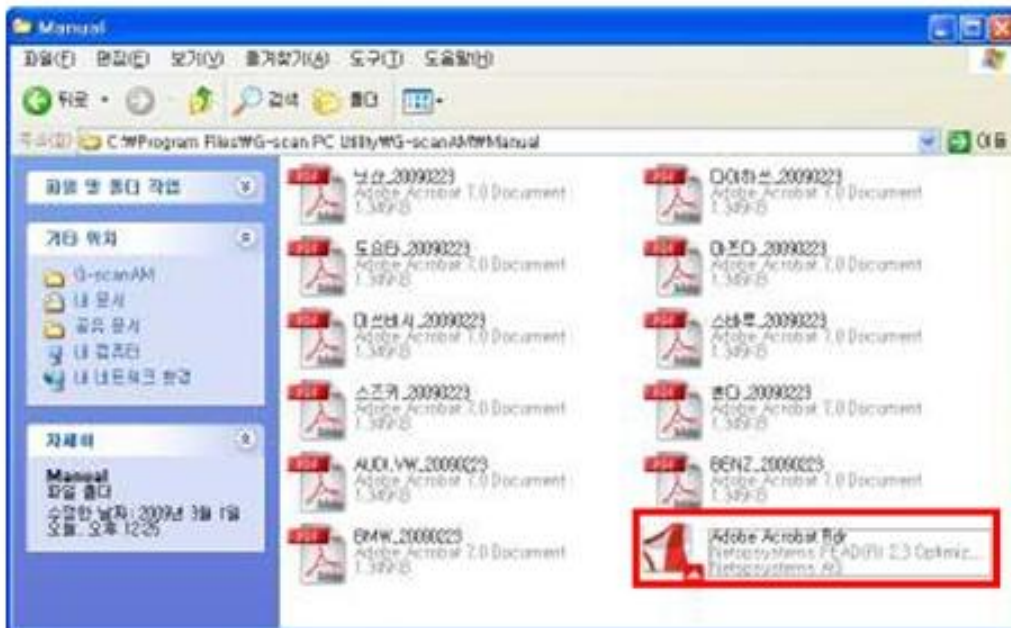 Manual
파일(F) 편집(E) 보기(V) 즐겨찾기(A) 도구(T) 도움말(H)
뒤로 검색 폴더
주소(D) C:\Program Files\G-scan PC Utility\G-scanAM\Manual 이동
파일 및 폴더 작업
기타 위치
G-scanAM
내 문서
공유 문서
내 컴퓨터
내 네트워크 환경
자세히
Manual
파일 폴더
수정한 날짜: 2009년 3월 1일
오늘, 오후 12:25
닛산_20090223
Adobe Acrobat 7.0 Document
1,349KB
다이하쓰_20090223
Adobe Acrobat 7.0 Document
1,349KB
도요타_20090223
Adobe Acrobat 7.0 Document
1,349KB
마즈다_20090223
Adobe Acrobat 7.0 Document
1,349KB
미쓰비시_20090223
Adobe Acrobat 7.0 Document
1,349KB
스바루_20090223
Adobe Acrobat 7.0 Document
1,349KB
스즈키_20090223
Adobe Acrobat 7.0 Document
1,349KB
혼다_20090223
Adobe Acrobat 7.0 Document
1,349KB
AUDI,VW_20090223
Adobe Acrobat 7.0 Document
1,349KB
BENZ_20090223
Adobe Acrobat 7.0 Document
1,349KB
BMW_20090223
Adobe Acrobat 7.0 Document
1,349KB
Adobe Acrobat Rdr
Netopsystems FEAD(R) 2.3 Optimiz...
Netopsystems AG